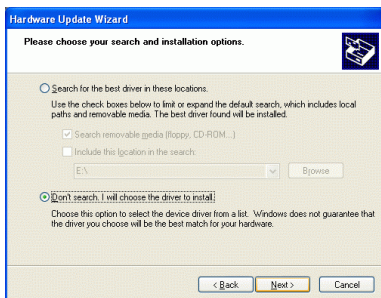 Hardware Update Wizard
Please choose your search and installation options.
Search for the best driver in these locations.
Use the check boxes below to limit or expand the default search, which includes local
paths and removable media. The best driver found will be installed.
Search removable media (floppy, CD-ROM...)
Include this location in the search:
E:\
Browse
Don't search. I will choose the driver to install.
Choose this option to select the device driver from a list. Windows does not guarantee that
the driver you choose will be the best match for your hardware.
< Back
Next >
Cancel